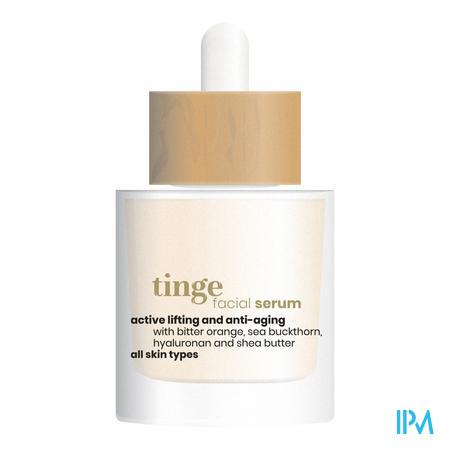 tinge
facial serum
active lifting and anti-aging
with bitter orange, sea buckthorn,
hyaluronan and shea butter
all skin types
IPM